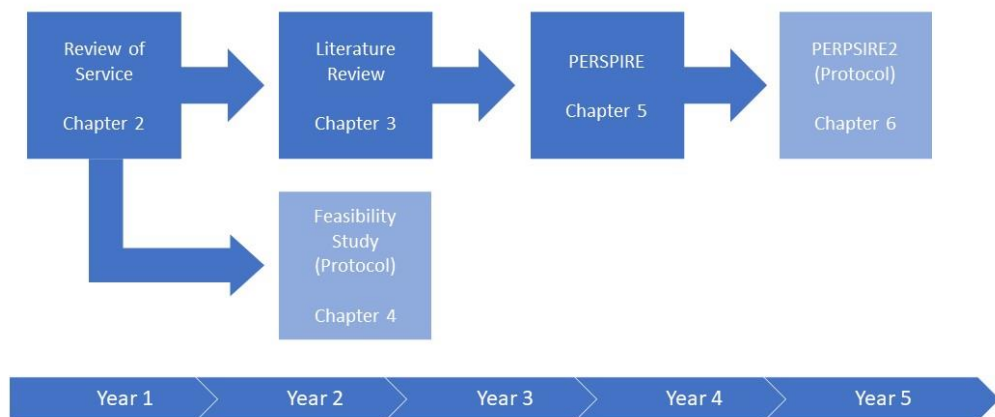 Review of
Service
Chapter 2
Literature
Review
Chapter 3
PERSPIRE
Chapter 5
PERPSIRE2
(Protocol)
Chapter 6
Feasibility
Study
(Protocol)
Chapter 4
Year 1
Year 2
Year 3
Year 4
Year 5